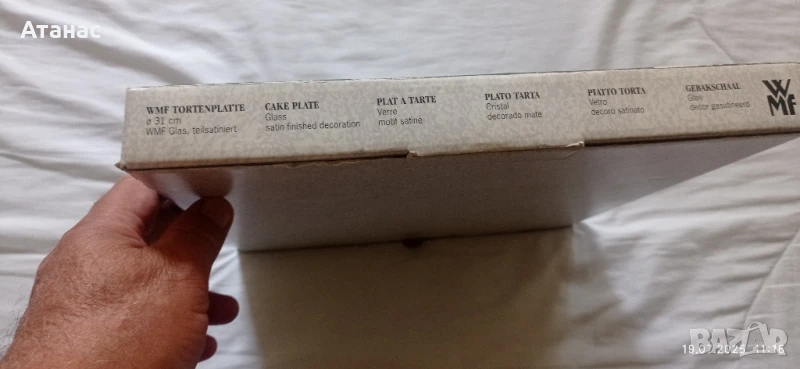 Атанас
WMF TORTENPLATTE
ø 31 cm
WMF Glas, teilsatiniert
CAKE PLATE
Glass
satin finished decoration
PLAT A TARTE
Verre
motif satiné
PLATO TARTA
Cristal
decorado mate
PIATTO TORTA
Vetro
decoro satinato
GEBAKSCHAAL
Glas
decor gesatineerd
WMF
BAZAR
19.07.2025 11:16